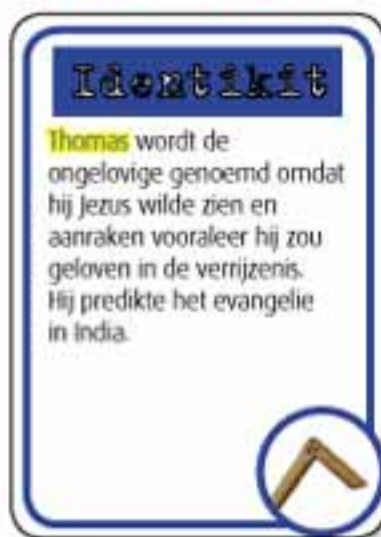 Identikit
Thomas wordt de
ongelovige genoemd omdat
hij Jezus wilde zien en
aanraken vooraleer hij zou
geloven in de verrijzenis.
Hij predikte het evangelie
in India.